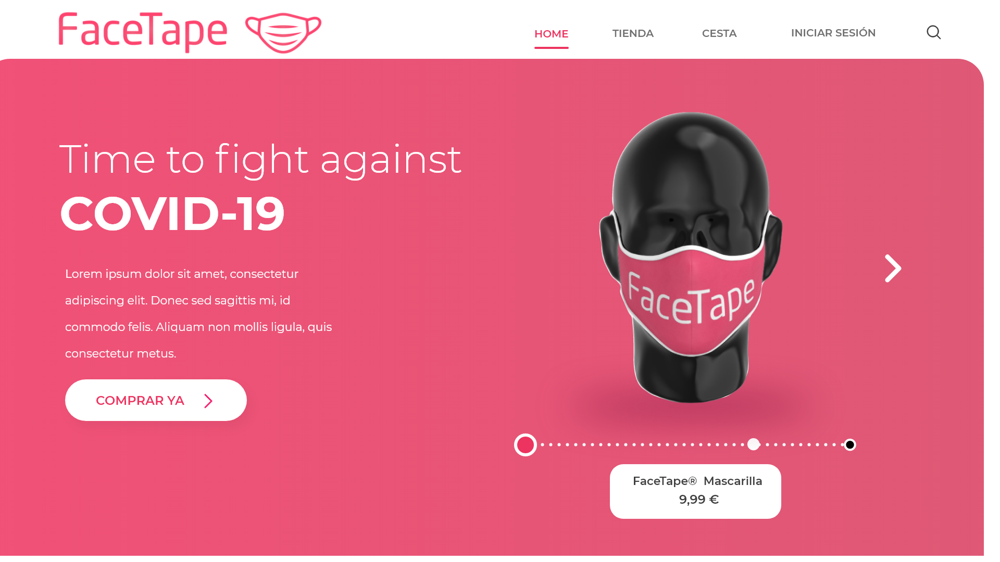 FaceTape
HOME
TIENDA
CESTA
INICIAR SESIÓN
Time to fight against
COVID-19
Lorem ipsum dolor sit amet, consectetur
adipiscing elit. Donec sed sagittis mi, id
commodo felis. Aliquam non mollis ligula, quis
consectetur metus.
COMPRAR YA
FaceTape
FaceTape® Mascarilla
9,99 €